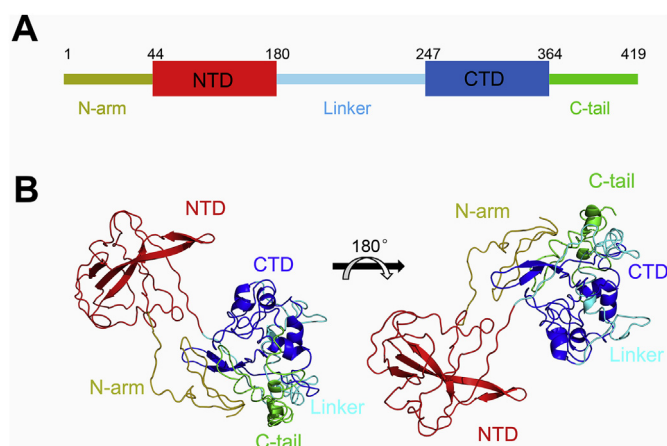 A
1 44 180 247 364 419
NTD CTD
N-arm Linker C-tail
B
NTD
CTD
N-arm
Linker
C-tail
180°
C-tail
N-arm
CTD
Linker
NTD